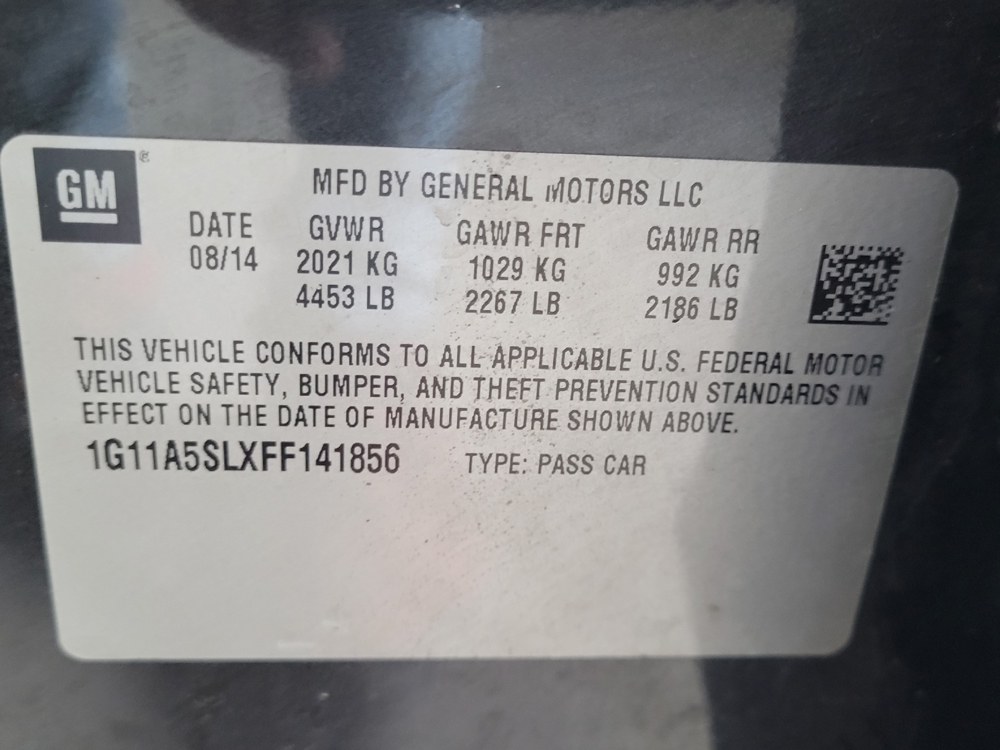 GM ®
MFD BY GENERAL MOTORS LLC
DATE GVWR GAWR FRT GAWR RR
08/14 2021 KG 1029 KG 992 KG
4453 LB 2267 LB 2186 LB
THIS VEHICLE CONFORMS TO ALL APPLICABLE U.S. FEDERAL MOTOR
VEHICLE SAFETY, BUMPER, AND THEFT PREVENTION STANDARDS IN
EFFECT ON THE DATE OF MANUFACTURE SHOWN ABOVE.
1G11A5SLXFF141856 TYPE: PASS CAR